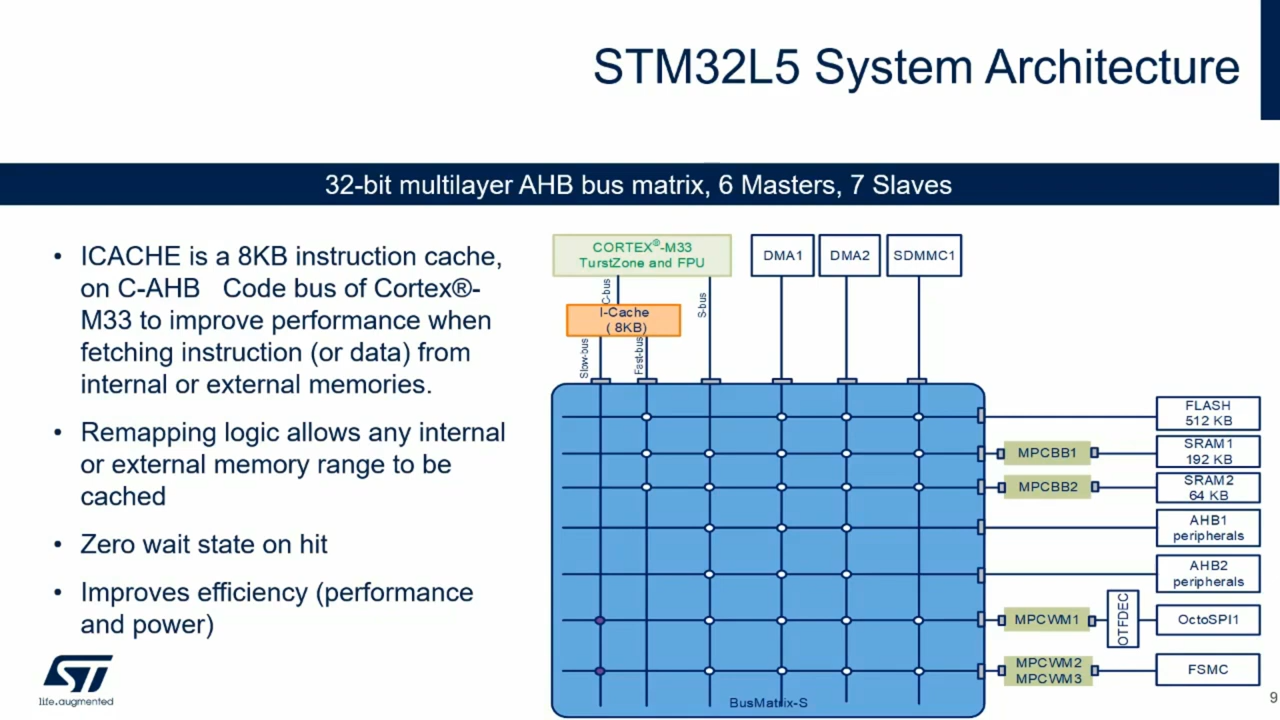 STM32L5 System Architecture
32-bit multilayer AHB bus matrix, 6 Masters, 7 Slaves
• ICACHE is a 8KB instruction cache,
on C-AHB Code bus of Cortex®-
M33 to improve performance when
fetching instruction (or data) from
internal or external memories.
• Remapping logic allows any internal
or external memory range to be
cached
• Zero wait state on hit
• Improves efficiency (performance
and power)
CORTEX®-M33
TurstZone and FPU
DMA1
DMA2
SDMMC1
C-bus
S-bus
I-Cache
( 8KB)
Slow-bus
Fast-bus
FLASH
512 KB
MPCBB1
SRAM1
192 KB
MPCBB2
SRAM2
64 KB
AHB1
peripherals
AHB2
peripherals
MPCWM1
OTFDEC
OctoSPI1
MPCWM2
MPCWM3
FSMC
BusMatrix-S
ST
life.augmented
9